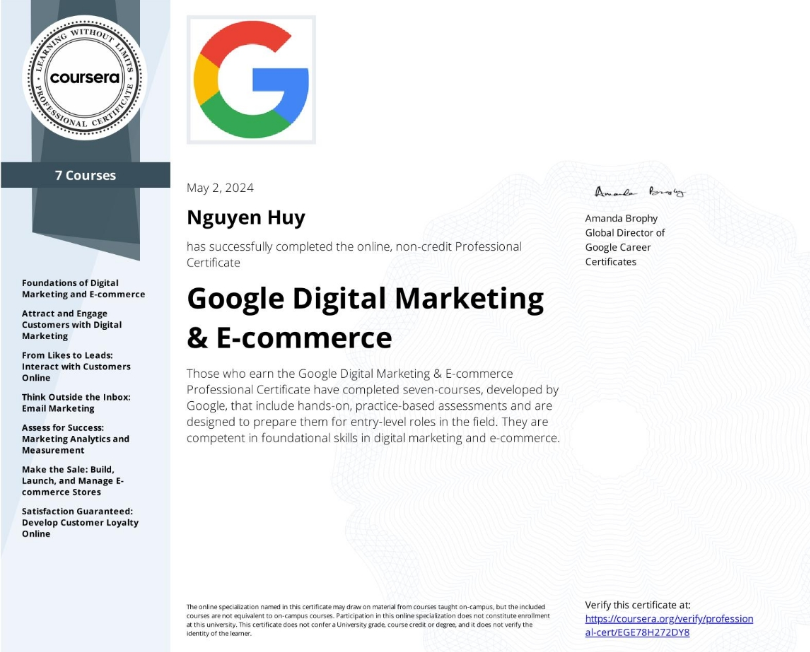 LEARNING WITHOUT LIMITS
coursera
PROFESSIONAL CERTIFICATE
7 Courses
Foundations of Digital
Marketing and E-commerce
Attract and Engage
Customers with Digital
Marketing
From Likes to Leads:
Interact with Customers
Online
Think Outside the Inbox:
Email Marketing
Assess for Success:
Marketing Analytics and
Measurement
Make the Sale: Build,
Launch, and Manage E-
commerce Stores
Satisfaction Guaranteed:
Develop Customer Loyalty
Online
May 2, 2024
Nguyen Huy
has successfully completed the online, non-credit Professional
Certificate
Google Digital Marketing
& E-commerce
Those who earn the Google Digital Marketing & E-commerce
Professional Certificate have completed seven-courses, developed by
Google, that include hands-on, practice-based assessments and are
designed to prepare them for entry-level roles in the field. They are
competent in foundational skills in digital marketing and e-commerce.
Amanda Brophy
Amanda Brophy
Global Director of
Google Career
Certificates
The online specialization named in this certificate may draw on material from courses taught on-campus, but the included
courses are not equivalent to on-campus courses. Participation in this online specialization does not constitute enrollment
at this university. This certificate does not confer a University grade, course credit or degree, and it does not verify the
identity of the learner.
Verify this certificate at:
https://coursera.org/verify/profession
al-cert/EGE78H272DY8